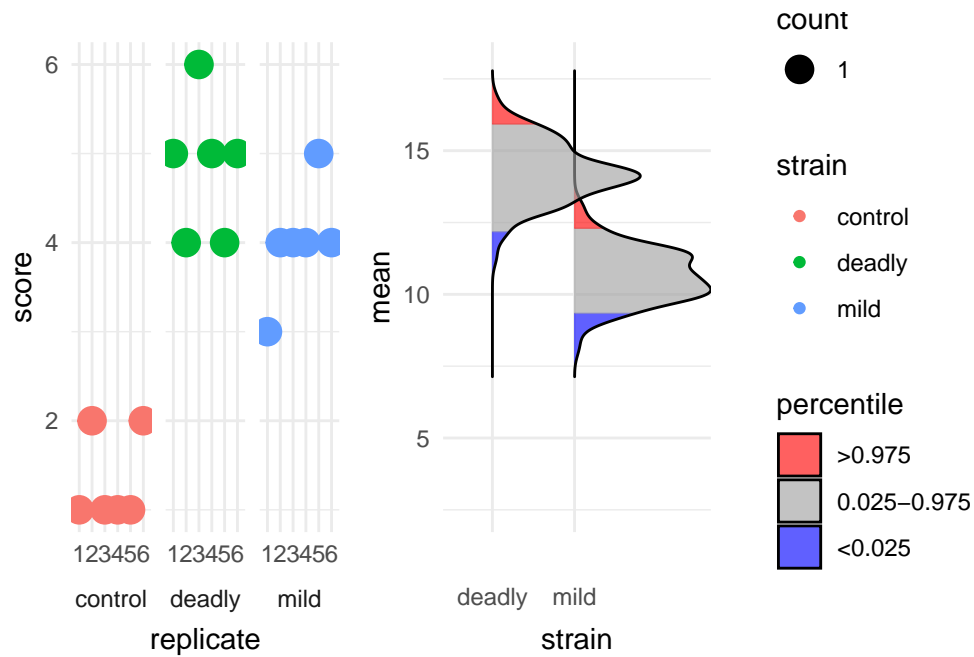 score
6
4
2
123456
123456
123456
control
deadly
mild
replicate
mean
15
10
5
deadly
mild
strain
count
1
strain
control
deadly
mild
percentile
>0.975
0.025−0.975
<0.025